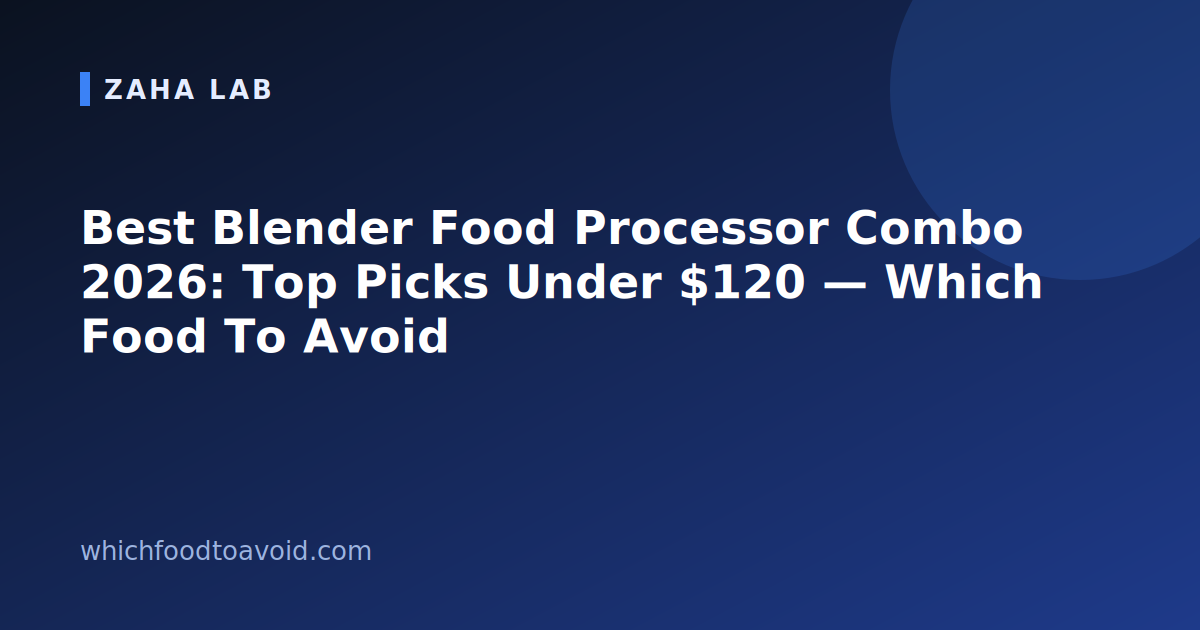 ZAHA LAB
Best Blender Food Processor Combo
2026: Top Picks Under $120 — Which
Food To Avoid
whichfoodtoavoid.com